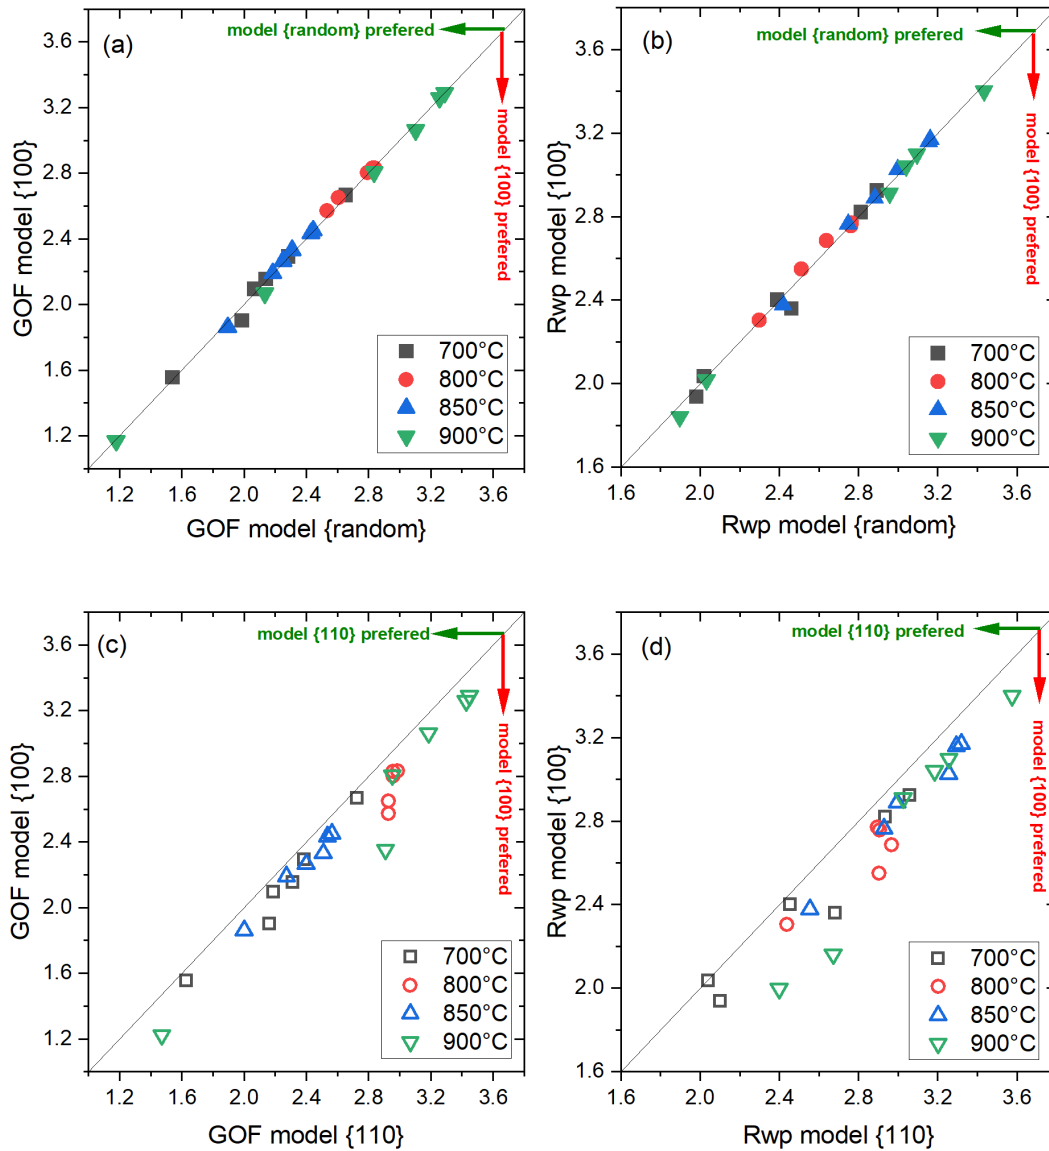 (a)
model {random} prefered
model {100} prefered
GOF model {100}
3.6
3.2
2.8
2.4
2.0
1.6
1.2
700°C
800°C
850°C
900°C
1.2 1.6 2.0 2.4 2.8 3.2 3.6
GOF model {random}
(b)
model {random} prefered
model {100} prefered
Rwp model {100}
3.6
3.2
2.8
2.4
2.0
1.6
700°C
800°C
850°C
900°C
1.6 2.0 2.4 2.8 3.2 3.6
Rwp model {random}
(c)
model {110} prefered
model {100} prefered
GOF model {100}
3.6
3.2
2.8
2.4
2.0
1.6
1.2
700°C
800°C
850°C
900°C
1.2 1.6 2.0 2.4 2.8 3.2 3.6
GOF model {110}
(d)
model {110} prefered
model {100} prefered
Rwp model {100}
3.6
3.2
2.8
2.4
2.0
1.6
700°C
800°C
850°C
900°C
1.6 2.0 2.4 2.8 3.2 3.6
Rwp model {110}